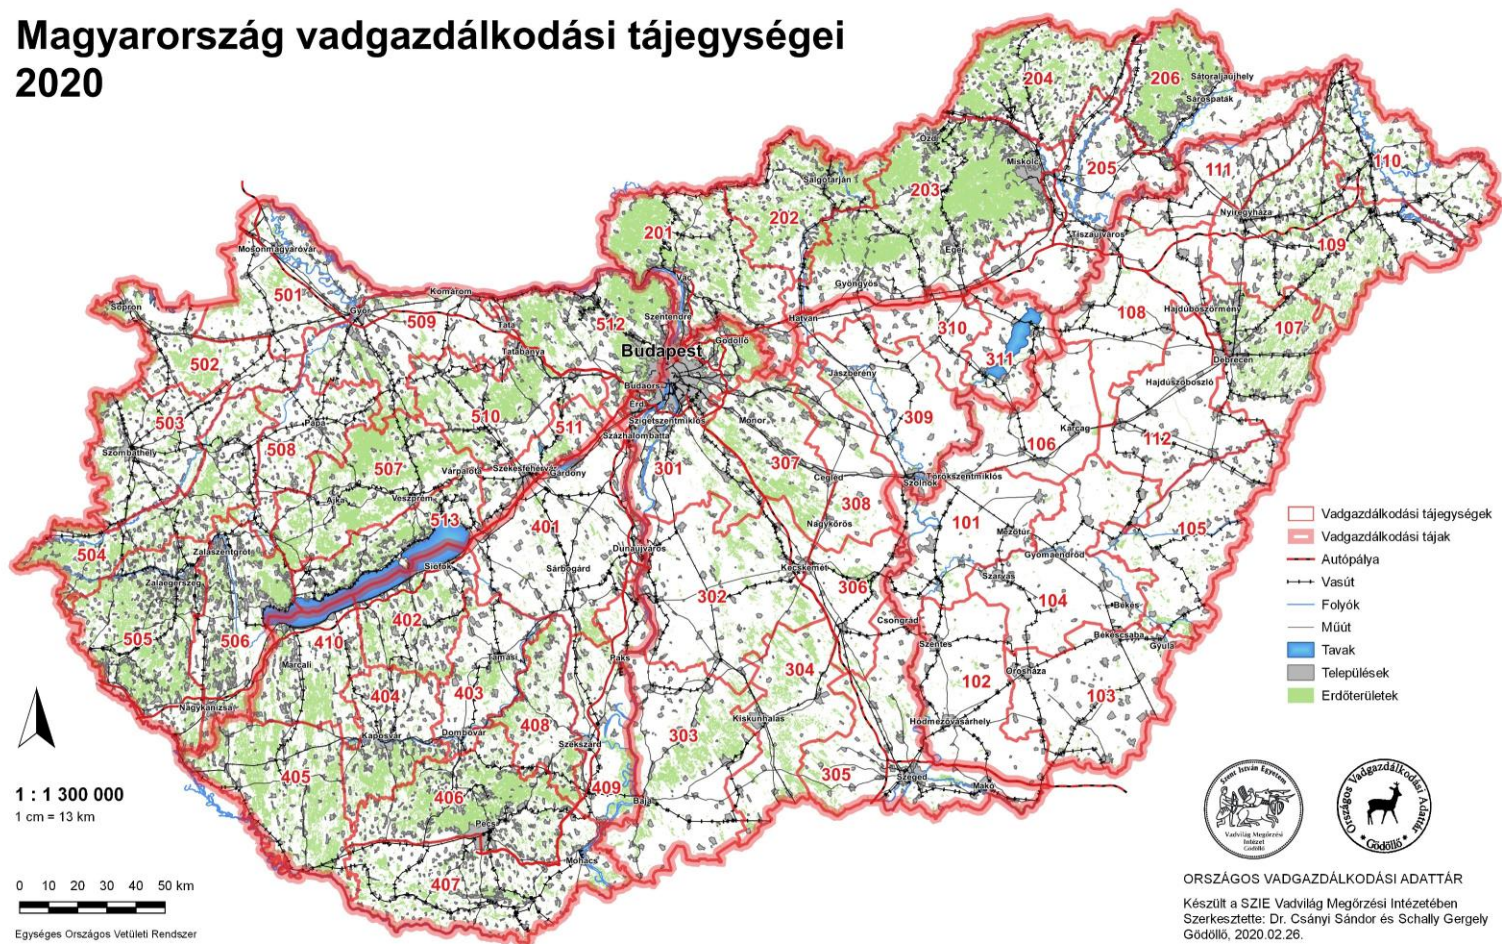 Magyarország vadgazdálkodási tájegységei
2020
204
206
Sátoraljaújhely
Sárospatak
Ózd
Miskolc
205
111
110
Salgótarján
203
202
201
Nyíregyháza
Tiszaújváros
109
Eger
Mosonmagyaróvár
Vác
Gyöngyös
501
Komárom
Sopron
Győr
509
Tata
512
Szentendre
Hatvan
310
108
Hajdúböszörmény
107
Gödöllő
Budapest
Tatabánya
502
311
Debrecen
Jászberény
Hajdúszoboszló
Budaörs
Érd
503
510
511
Szigetszentmiklós
Monor
309
Pápa
Százhalombatta
106
Karcag
112
508
Szombathely
507
Várpalota
Székesfehérvár
Gárdony
301
307
Cegléd
Törökszentmiklós
Szolnok
Ajka
Veszprém
308
513
401
Nagykőrös
101
105
Mezőtúr
504
Zalaszentgrót
Dunaújváros
Gyomaendrőd
Siófok
Sárbogárd
Kecskemét
Szarvas
Zalaegerszeg
302
306
104
Békés
402
Csongrád
505
506
410
Szentes
Békéscsaba
Gyula
Marcali
Tamási
Paks
304
Orosháza
404
403
102
103
Nagykanizsa
408
Kiskunhalas
Hódmezővásárhely
Kaposvár
Dombóvár
303
Szekszárd
405
305
Szeged
Makó
409
406
Baja
Pécs
Mohács
407
Vadgazdálkodási tájegységek
Vadgazdálkodási tájak
Autópálya
Vasút
Folyók
Műút
Tavak
Települések
Erdőterületek
1 : 1 300 000
1 cm = 13 km
0 10 20 30 40 50 km
Egységes Országos Vetületi Rendszer
Szent István Egyetem
Vadvilág Megőrzési
Intézet
Gödöllő
Országos Vadgazdálkodási Adattár
Gödöllő
ORSZÁGOS VADGAZDÁLKODÁSI ADATTÁR
Készült a SZIE Vadvilág Megőrzési Intézetében
Szerkesztette: Dr. Csányi Sándor és Schally Gergely
Gödöllő, 2020.02.26.